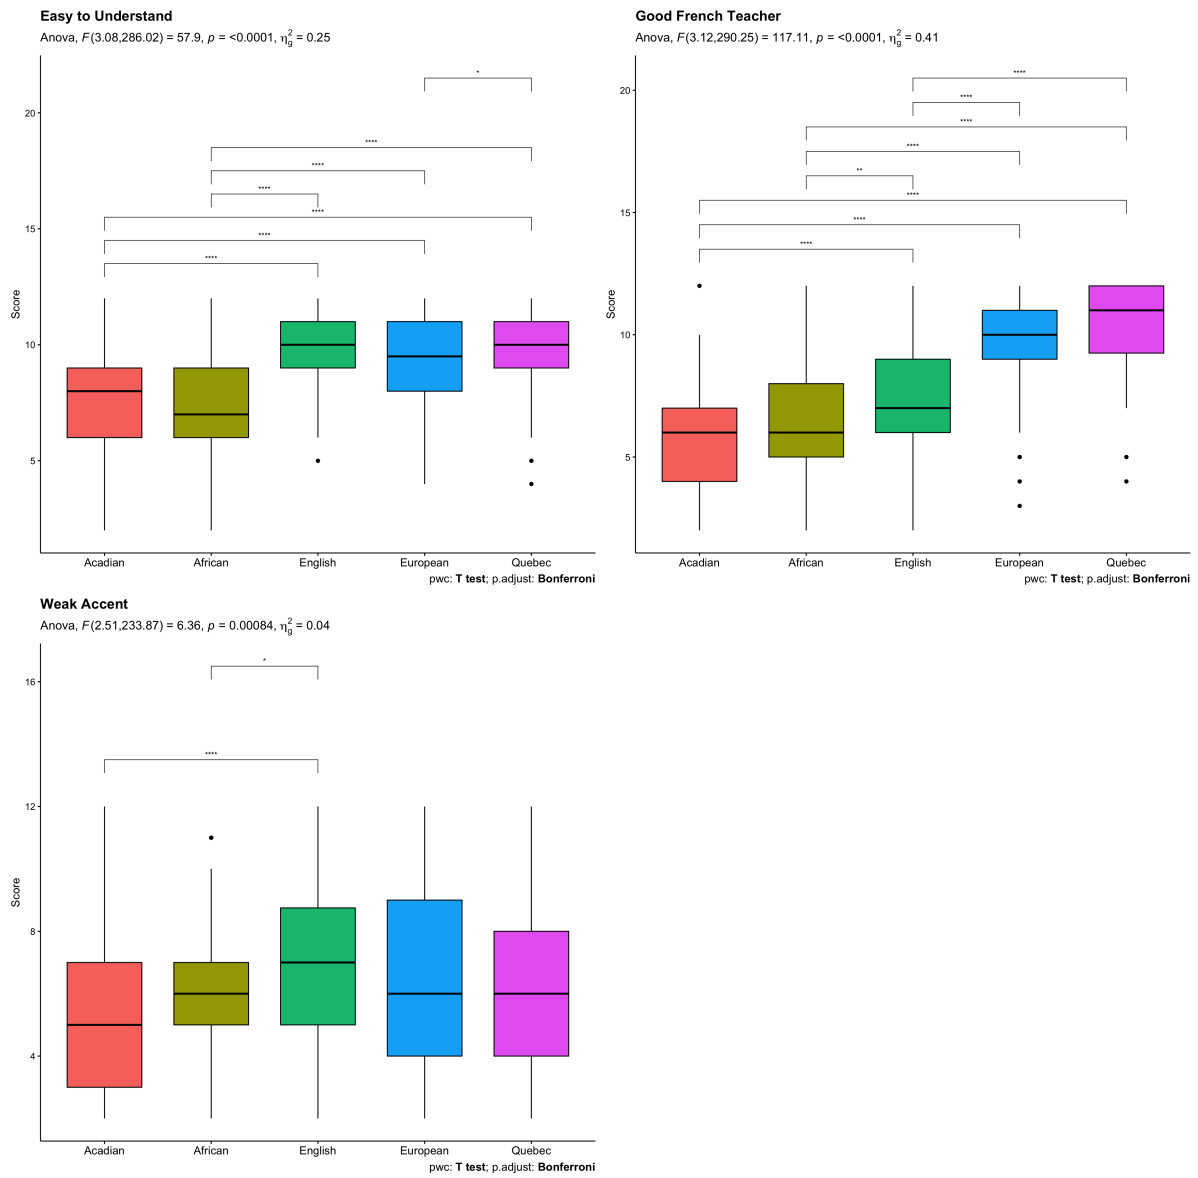 Easy to Understand
Anova, F(3.08,286.02) = 57.9, p = <0.0001, η²g = 0.25
*
20
****
****
****
****
15
****
****
Score
10
5
Acadian African English European Quebec
pwc: T test; p.adjust: Bonferroni
Good French Teacher
Anova, F(3.12,290.25) = 117.11, p = <0.0001, η²g = 0.41
****
20
****
****
****
**
****
15
****
****
Score
10
5
Acadian African English European Quebec
pwc: T test; p.adjust: Bonferroni
Weak Accent
Anova, F(2.51,233.87) = 6.36, p = 0.00084, η²g = 0.04
*
16
****
12
Score
8
4
Acadian African English European Quebec
pwc: T test; p.adjust: Bonferroni